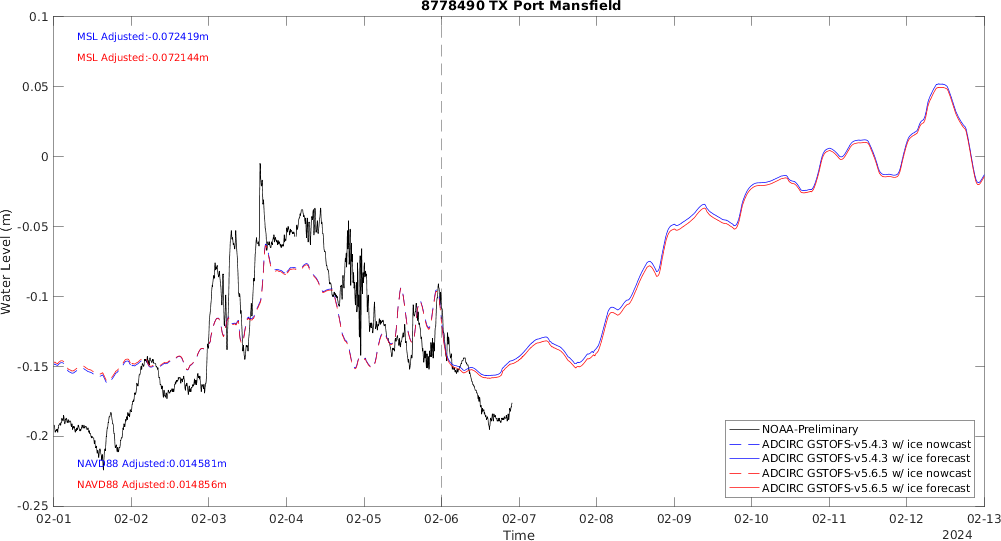 8778490 TX Port Mansfield
MSL Adjusted:-0.072419m
MSL Adjusted:-0.072144m
NAVD88 Adjusted:0.014581m
NAVD88 Adjusted:0.014856m
Water Level (m)
0.1
0.05
0
-0.05
-0.1
-0.15
-0.2
-0.25
NOAA-Preliminary
ADCIRC GSTOFS-v5.4.3 w/ ice nowcast
ADCIRC GSTOFS-v5.4.3 w/ ice forecast
ADCIRC GSTOFS-v5.6.5 w/ ice nowcast
ADCIRC GSTOFS-v5.6.5 w/ ice forecast
02-01 02-02 02-03 02-04 02-05 02-06 02-07 02-08 02-09 02-10 02-11 02-12 02-13
Time
2024